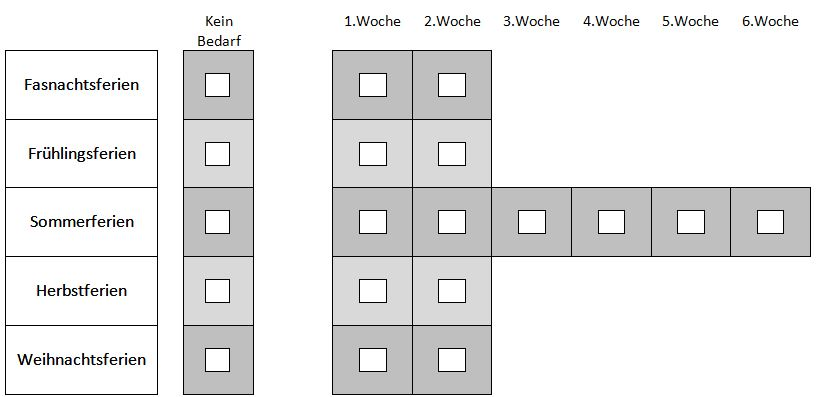 Kein
Bedarf
1.Woche 2.Woche 3.Woche 4.Woche 5.Woche 6.Woche
Fasnachtsferien
Frühlingsferien
Sommerferien
Herbstferien
Weihnachtsferien